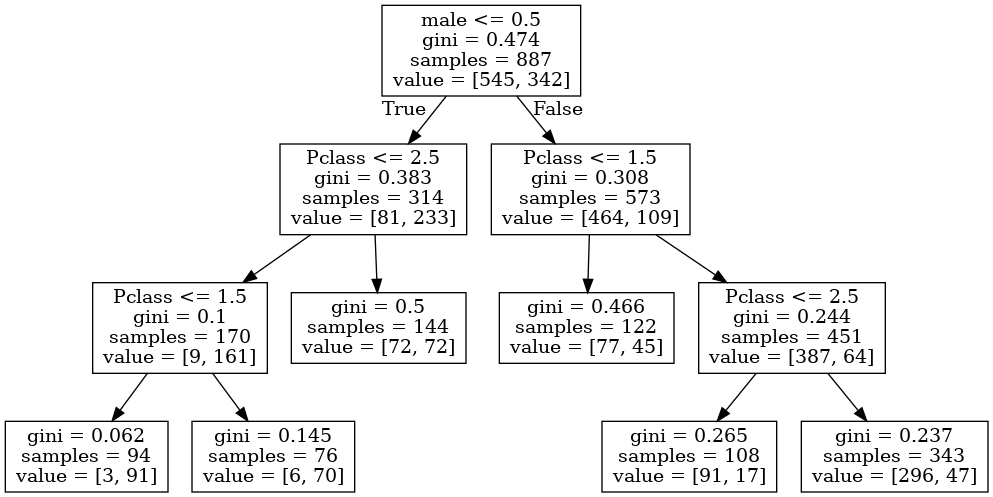 male <= 0.5
gini = 0.474
samples = 887
value = [545, 342]
True
False
Pclass <= 2.5
gini = 0.383
samples = 314
value = [81, 233]
Pclass <= 1.5
gini = 0.308
samples = 573
value = [464, 109]
Pclass <= 1.5
gini = 0.1
samples = 170
value = [9, 161]
gini = 0.5
samples = 144
value = [72, 72]
gini = 0.466
samples = 122
value = [77, 45]
Pclass <= 2.5
gini = 0.244
samples = 451
value = [387, 64]
gini = 0.062
samples = 94
value = [3, 91]
gini = 0.145
samples = 76
value = [6, 70]
gini = 0.265
samples = 108
value = [91, 17]
gini = 0.237
samples = 343
value = [296, 47]